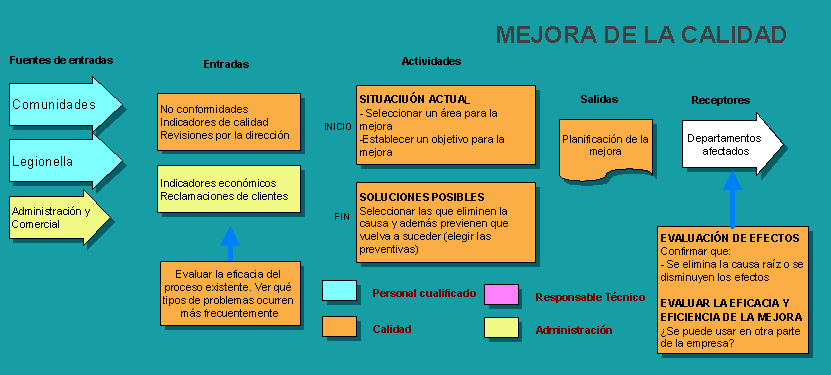 MEJORA DE LA CALIDAD
Fuentes de entradas
Comunidades
Legionella
Administración y
Comercial
Entradas
No conformidades
Indicadores de calidad
Revisiones por la dirección
Indicadores económicos
Reclamaciones de clientes
Evaluar la eficacia del
proceso existente. Ver qué
tipos de problemas ocurren
más frecuentemente
Actividades
INICIO
SITUACIUÓN ACTUAL
- Seleccionar un área para la
mejora
-Establecer un objetivo para la
mejora
FIN
SOLUCIONES POSIBLES
Seleccionar las que eliminen la
causa y además previenen que
vuelva a suceder (elegir las
preventivas)
Salidas
Planificación de la
mejora
Receptores
Departamentos
afectados
EVALUACIÓN DE EFECTOS
Confirmar que:
- Se elimina la causa raíz o se
disminuyen los efectos
EVALUAR LA EFICACIA Y
EFICIENCIA DE LA MEJORA
¿Se puede usar en otra parte
de la empresa?
Personal cualificado
Responsable Técnico
Calidad
Administración